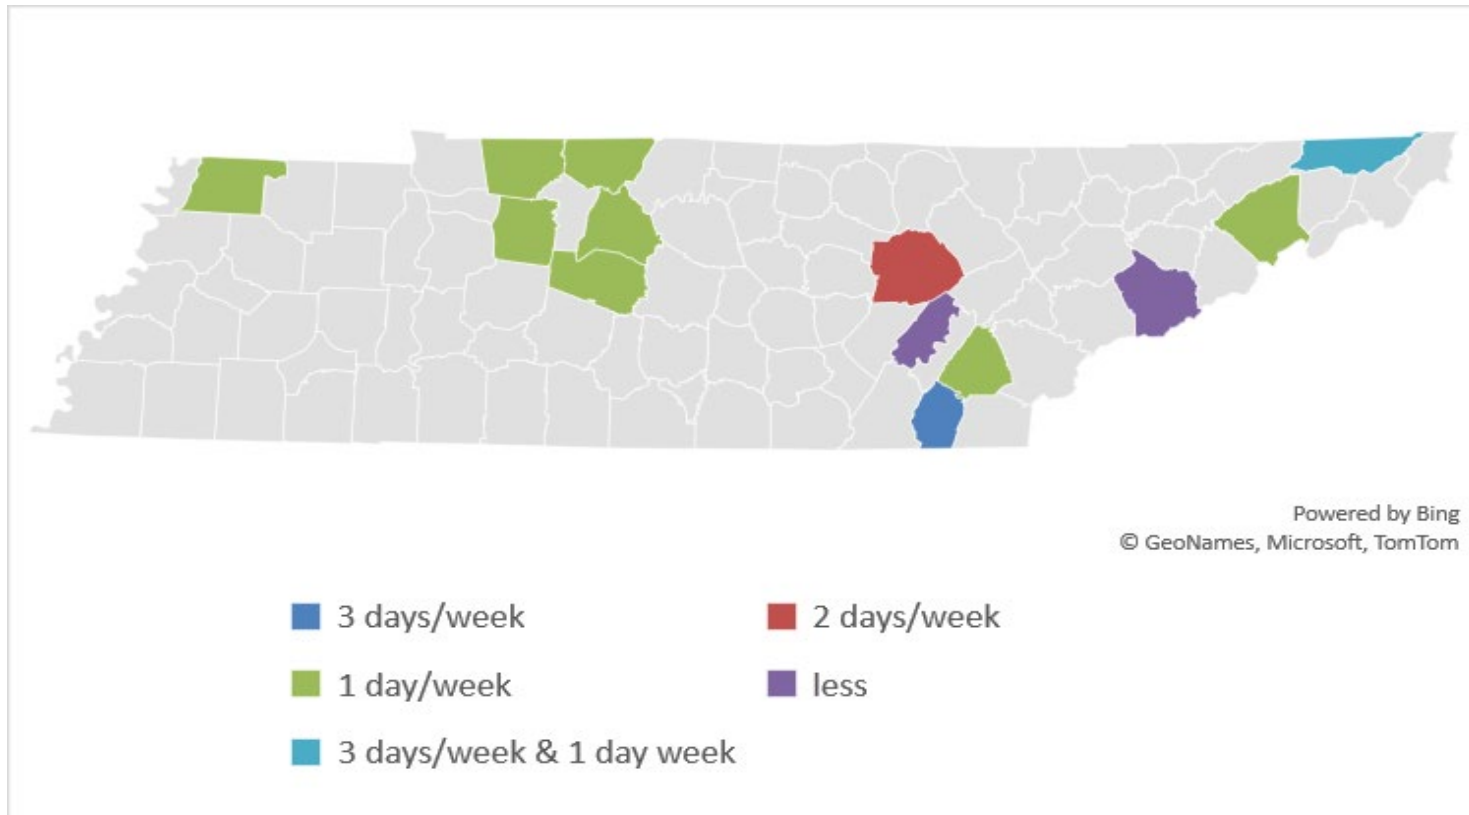 Powered by Bing
© GeoNames, Microsoft, TomTom
3 days/week
2 days/week
1 day/week
less
3 days/week & 1 day week